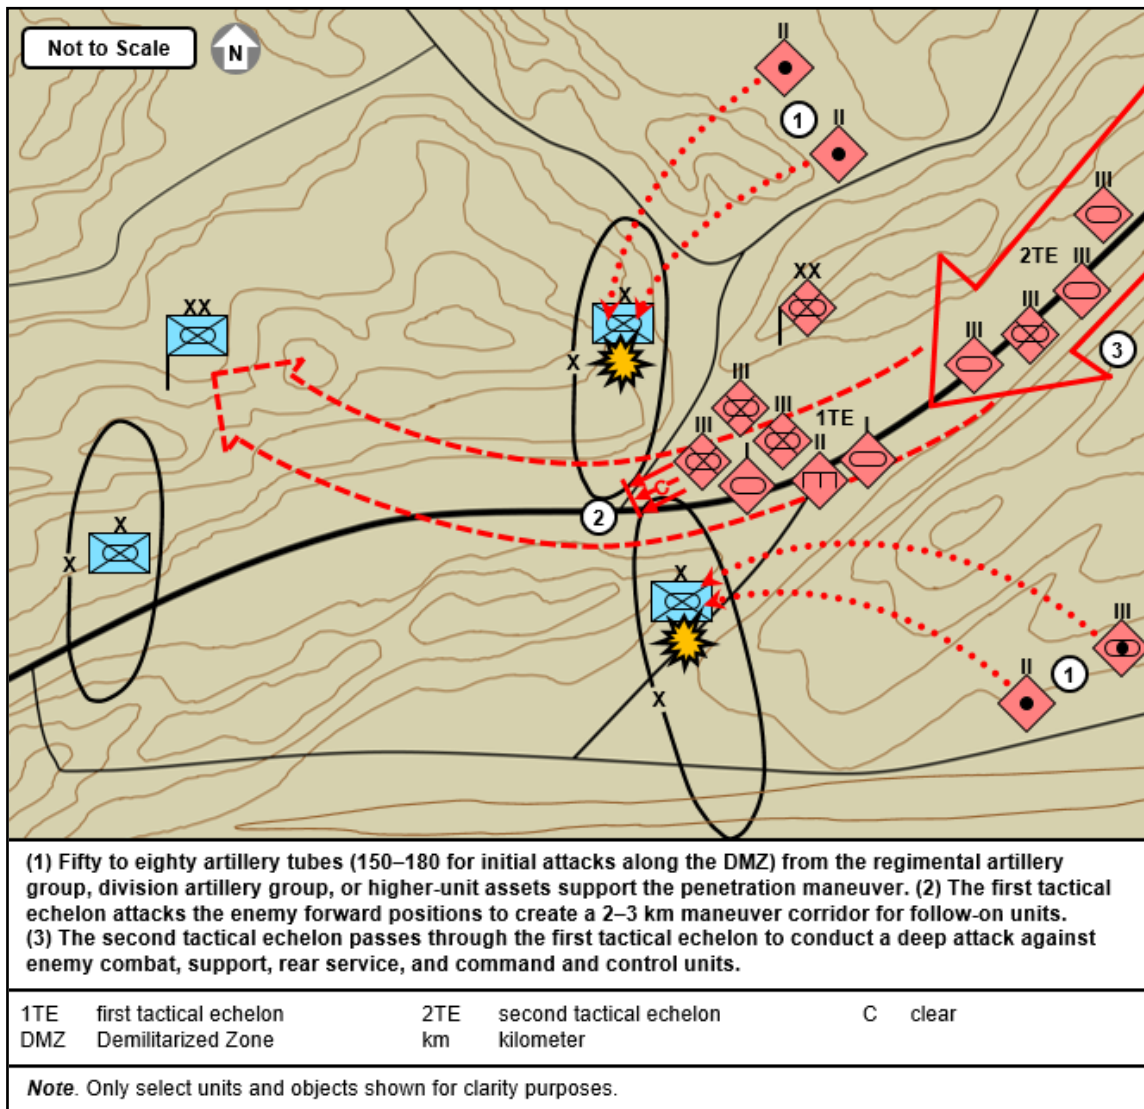 Not to Scale
N
II
1
II
III
2TE
III
XX
XX
X
III
III
X
3
III
III
1TE
III
I
II
I
C
2
X
X
X
X
III
II
1
X
(1) Fifty to eighty artillery tubes (150–180 for initial attacks along the DMZ) from the regimental artillery
group, division artillery group, or higher-unit assets support the penetration maneuver. (2) The first tactical
echelon attacks the enemy forward positions to create a 2–3 km maneuver corridor for follow-on units.
(3) The second tactical echelon passes through the first tactical echelon to conduct a deep attack against
enemy combat, support, rear service, and command and control units.
1TE first tactical echelon 2TE second tactical echelon C clear
DMZ Demilitarized Zone km kilometer
Note. Only select units and objects shown for clarity purposes.